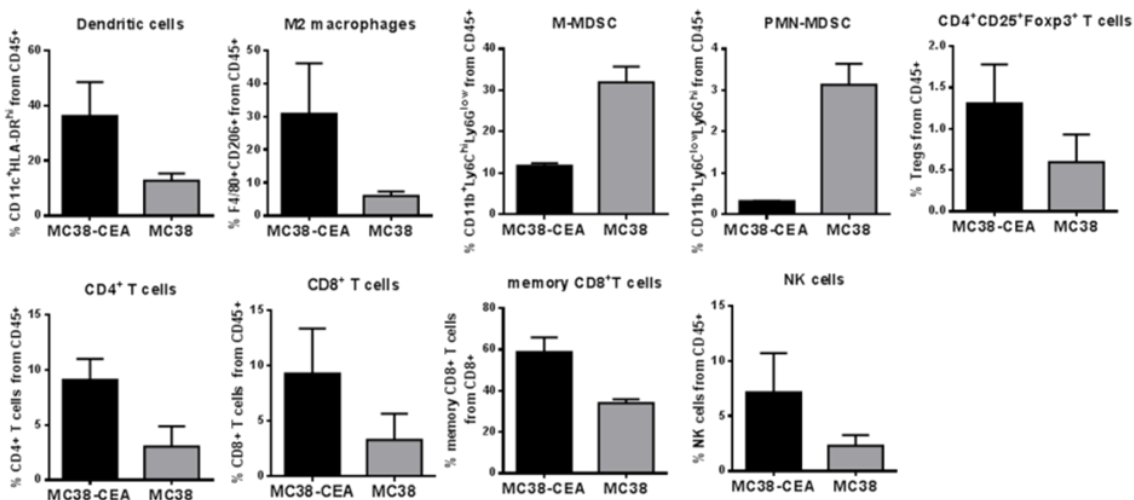 Dendritic cells
% CD11c⁺HLA-DRʰⁱ from CD45+
60
40
20
0
MC38-CEA MC38
M2 macrophages
% F4/80+CD206+ from CD45+
50
40
30
20
10
0
MC38-CEA MC38
M-MDSC
% CD11b⁺Ly6CʰⁱLy6Gˡᵒʷ from CD45+
40
30
20
10
0
MC38-CEA MC38
PMN-MDSC
% CD11b⁺Ly6CˡᵒʷLy6Gʰⁱ from CD45+
4
3
2
1
0
MC38-CEA MC38
CD4⁺CD25⁺Foxp3⁺ T cells
% Tregs from CD45+
2.0
1.5
1.0
0.5
0.0
MC38-CEA MC38
CD4⁺ T cells
% CD4+ T cells from CD45+
15
10
5
0
MC38-CEA MC38
CD8⁺ T cells
% CD8+ T cells from CD45+
15
10
5
0
MC38-CEA MC38
memory CD8⁺T cells
% memory CD8+ T cells
from CD8+
80
60
40
20
0
MC38-CEA MC38
NK cells
% NK cells from CD45+
15
10
5
0
MC38-CEA MC38